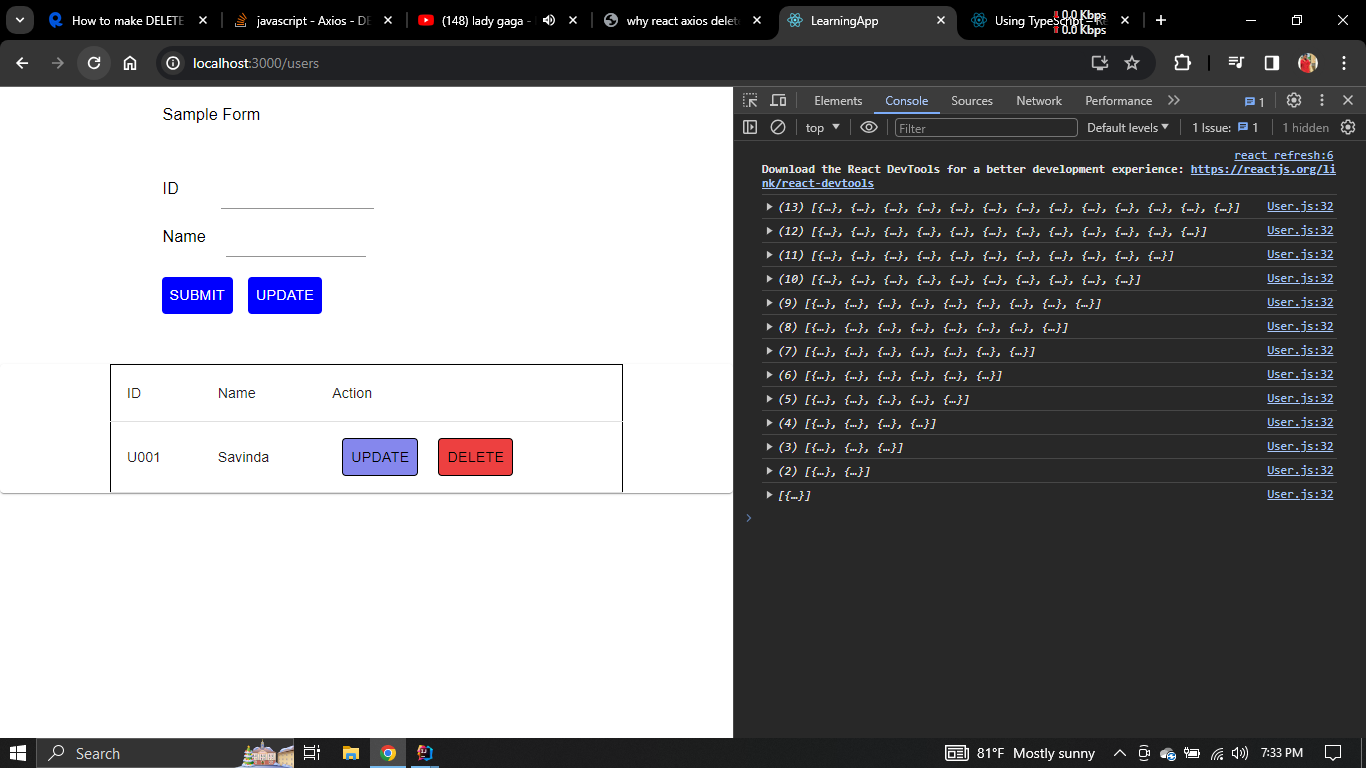 How to make DELETE
javascript - Axios - DE
(148) lady gaga -
why react axios delet
LearningApp
Using TypeScript – Re
0.0 Kbps
0.0 Kbps
localhost:3000/users
Elements Console Sources Network Performance 1
top Filter Default levels 1 Issue: 1 1 hidden
Sample Form
ID
Name
SUBMIT UPDATE
ID Name Action
U001 Savinda UPDATE DELETE
react refresh:6
Download the React DevTools for a better development experience: https://reactjs.org/li
nk/react-devtools
(13) [{…}, {…}, {…}, {…}, {…}, {…}, {…}, {…}, {…}, {…}, {…}, {…}, {…}] User.js:32
(12) [{…}, {…}, {…}, {…}, {…}, {…}, {…}, {…}, {…}, {…}, {…}, {…}] User.js:32
(11) [{…}, {…}, {…}, {…}, {…}, {…}, {…}, {…}, {…}, {…}, {…}] User.js:32
(10) [{…}, {…}, {…}, {…}, {…}, {…}, {…}, {…}, {…}, {…}] User.js:32
(9) [{…}, {…}, {…}, {…}, {…}, {…}, {…}, {…}, {…}] User.js:32
(8) [{…}, {…}, {…}, {…}, {…}, {…}, {…}, {…}] User.js:32
(7) [{…}, {…}, {…}, {…}, {…}, {…}, {…}] User.js:32
(6) [{…}, {…}, {…}, {…}, {…}, {…}] User.js:32
(5) [{…}, {…}, {…}, {…}, {…}] User.js:32
(4) [{…}, {…}, {…}, {…}] User.js:32
(3) [{…}, {…}, {…}] User.js:32
(2) [{…}, {…}] User.js:32
[{…}] User.js:32
Search
81°F Mostly sunny
7:33 PM